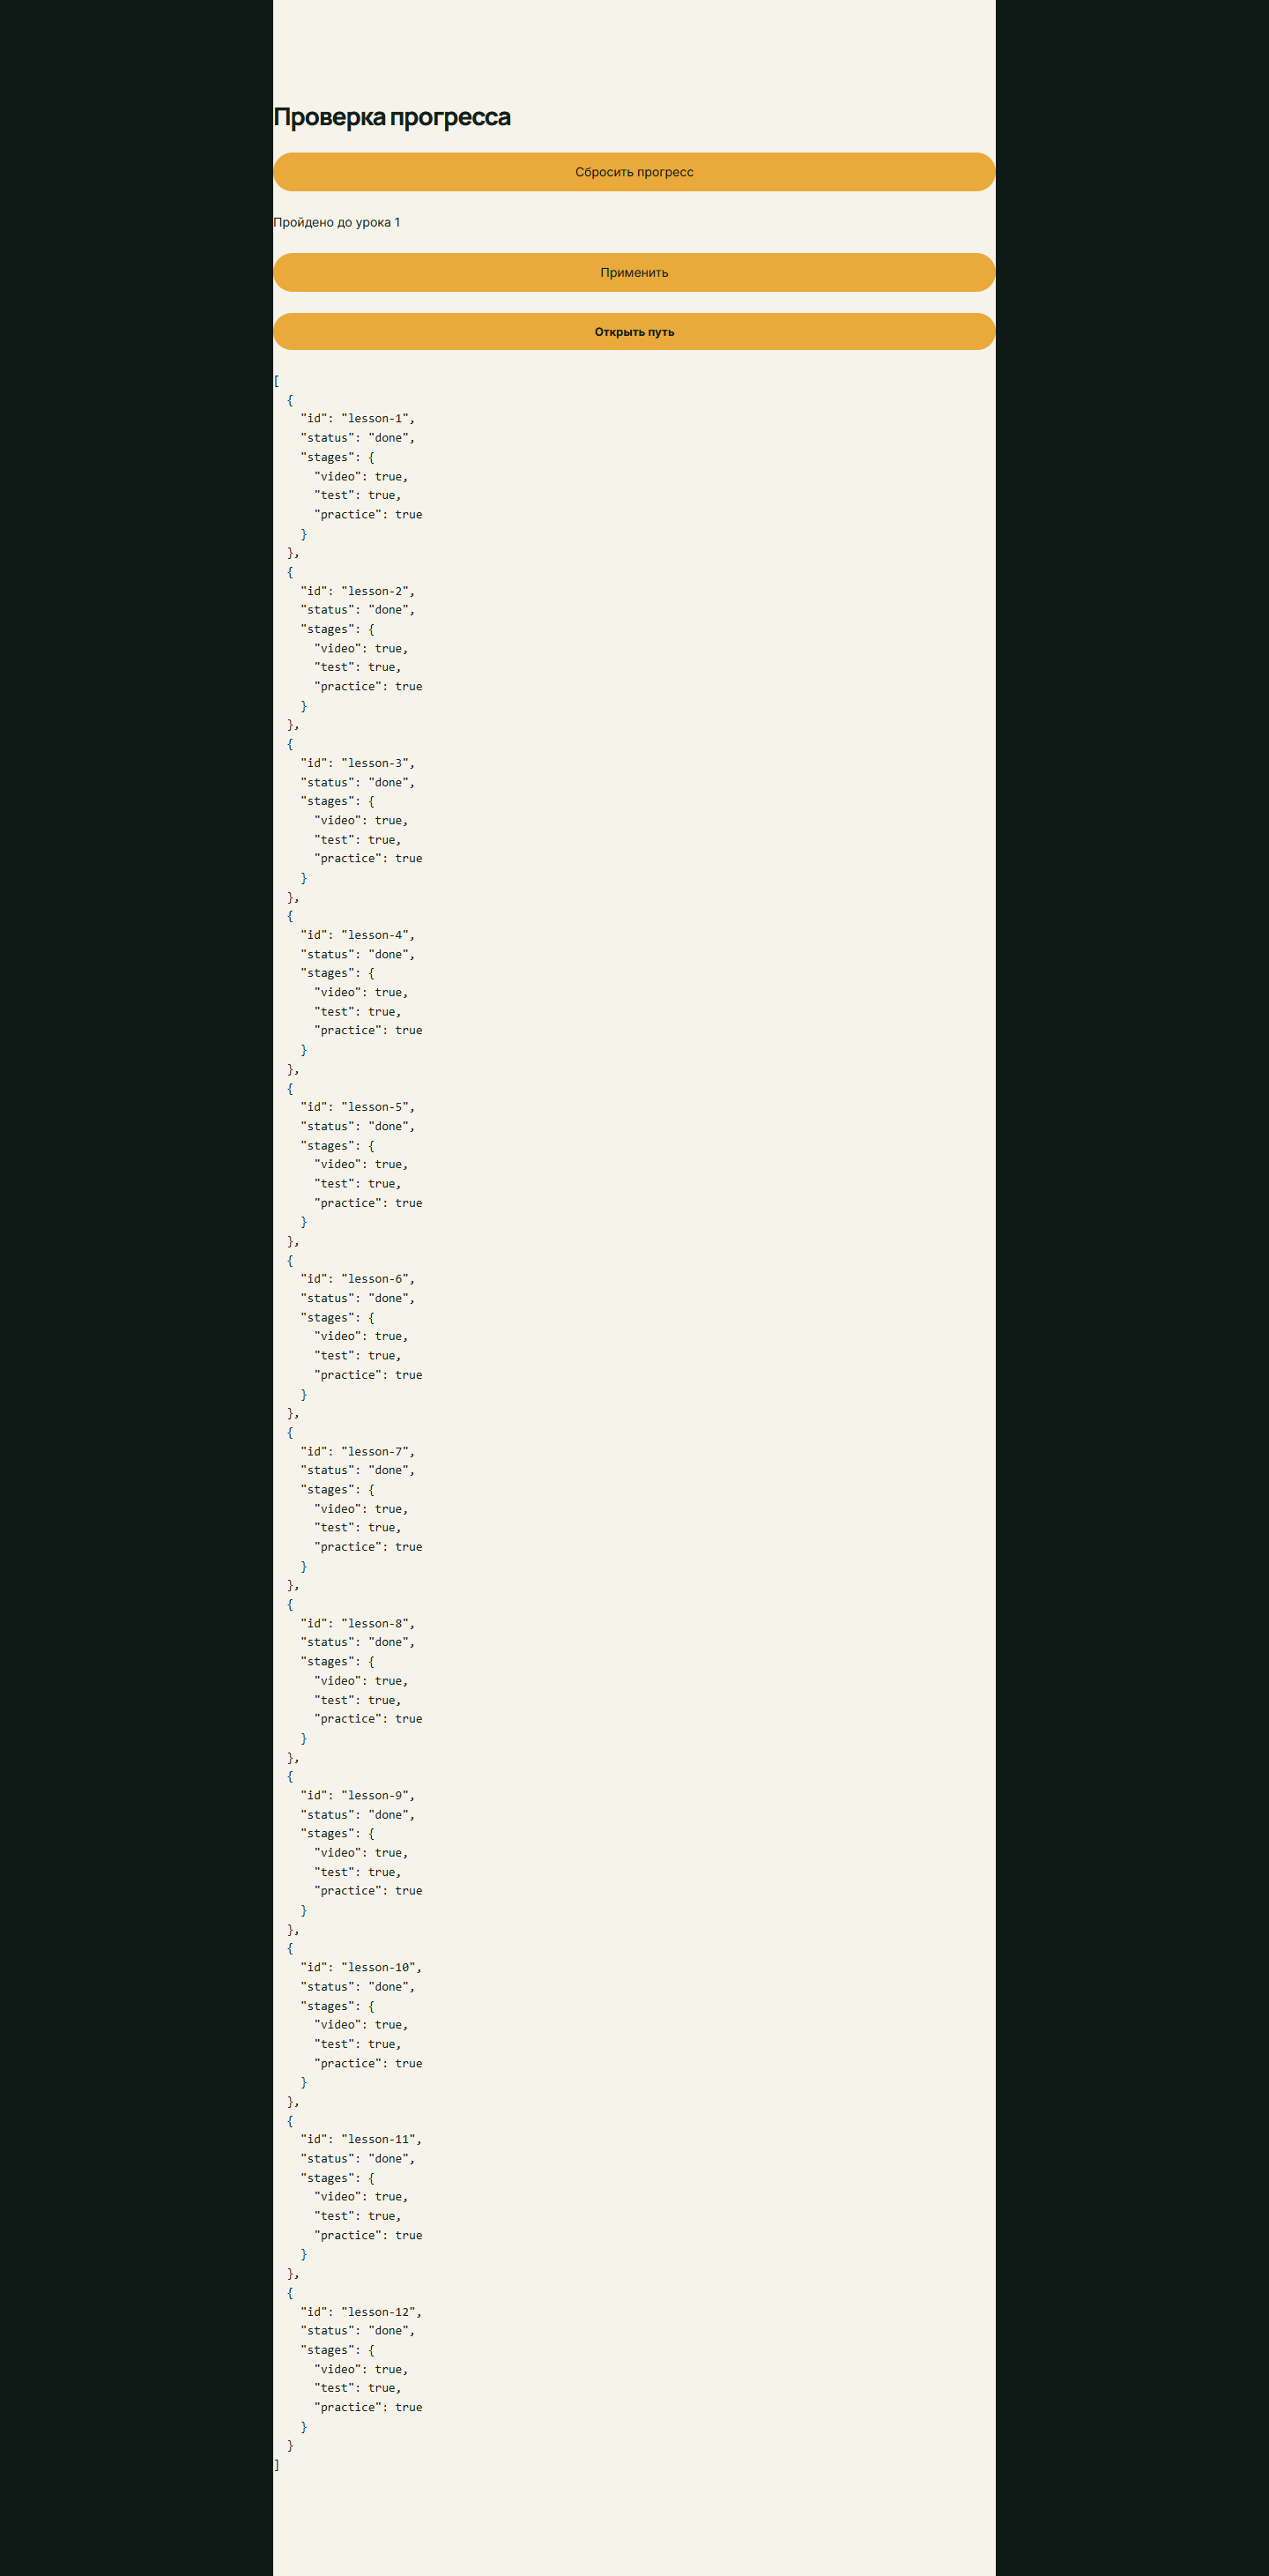 Проверка прогресса
Сбросить прогресс
Пройдено до урока 1
Применить
Открыть путь
[
  {
    "id": "lesson-1",
    "status": "done",
    "stages": {
      "video": true,
      "test": true,
      "practice": true
    }
  },
  {
    "id": "lesson-2",
    "status": "done",
    "stages": {
      "video": true,
      "test": true,
      "practice": true
    }
  },
  {
    "id": "lesson-3",
    "status": "done",
    "stages": {
      "video": true,
      "test": true,
      "practice": true
    }
  },
  {
    "id": "lesson-4",
    "status": "done",
    "stages": {
      "video": true,
      "test": true,
      "practice": true
    }
  },
  {
    "id": "lesson-5",
    "status": "done",
    "stages": {
      "video": true,
      "test": true,
      "practice": true
    }
  },
  {
    "id": "lesson-6",
    "status": "done",
    "stages": {
      "video": true,
      "test": true,
      "practice": true
    }
  },
  {
    "id": "lesson-7",
    "status": "done",
    "stages": {
      "video": true,
      "test": true,
      "practice": true
    }
  },
  {
    "id": "lesson-8",
    "status": "done",
    "stages": {
      "video": true,
      "test": true,
      "practice": true
    }
  },
  {
    "id": "lesson-9",
    "status": "done",
    "stages": {
      "video": true,
      "test": true,
      "practice": true
    }
  },
  {
    "id": "lesson-10",
    "status": "done",
    "stages": {
      "video": true,
      "test": true,
      "practice": true
    }
  },
  {
    "id": "lesson-11",
    "status": "done",
    "stages": {
      "video": true,
      "test": true,
      "practice": true
    }
  },
  {
    "id": "lesson-12",
    "status": "done",
    "stages": {
      "video": true,
      "test": true,
      "practice": true
    }
  }
]